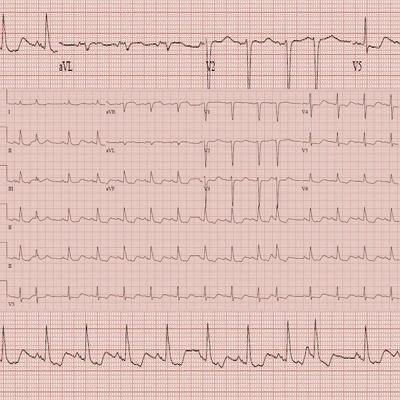 aVL V2 V5
I aVR V1 V4
II aVL V2 V5
III aVF V3 V6
II
II
V5